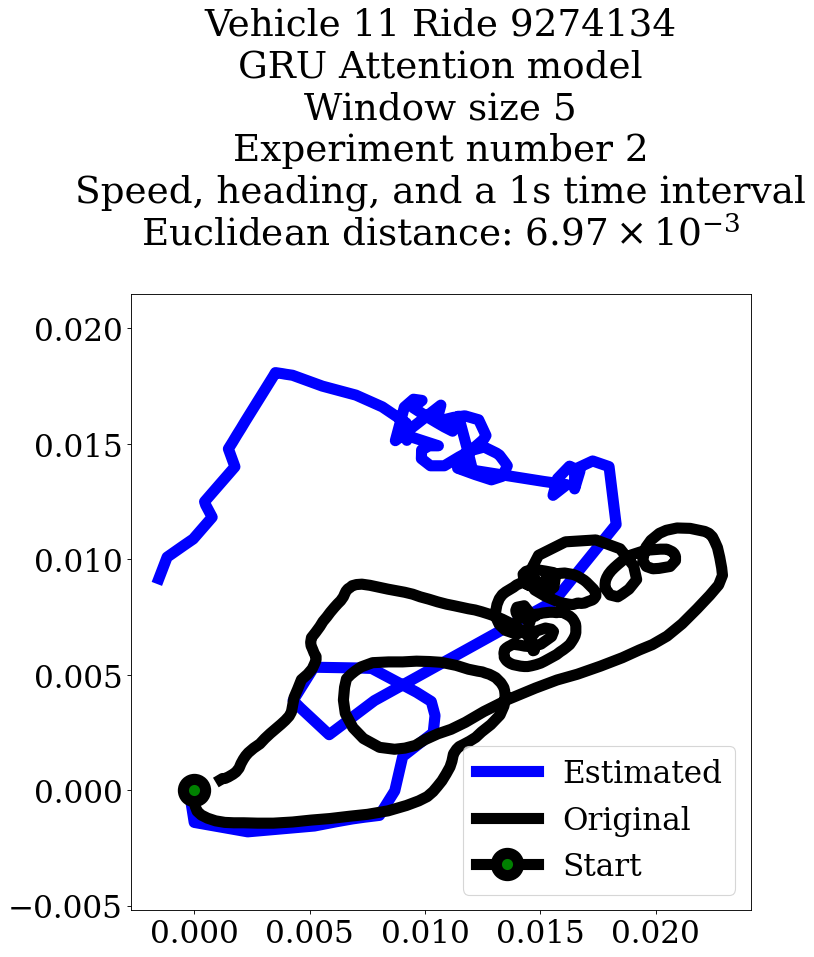 Vehicle 11 Ride 9274134
GRU Attention model
Window size 5
Experiment number 2
Speed, heading, and a 1s time interval
Euclidean distance: 6.97 × 10⁻³
0.020
0.015
0.010
0.005
0.000
−0.005
0.000 0.005 0.010 0.015 0.020
Estimated
Original
Start